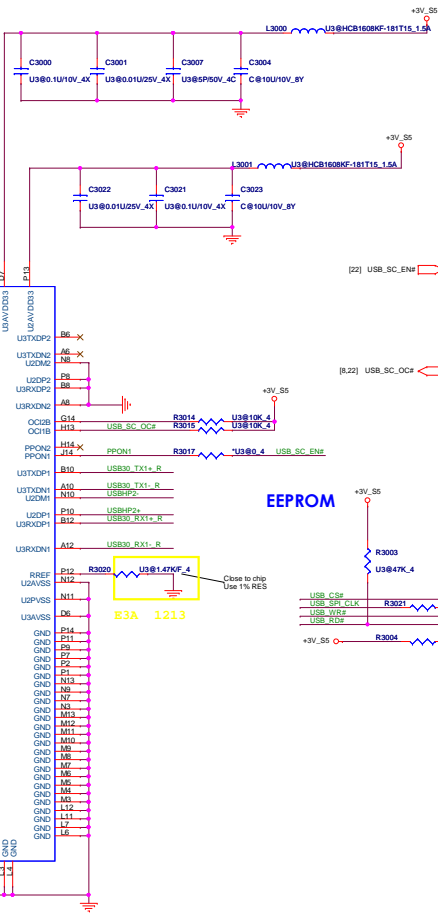 +3V_S5
L3000 U3@HCB1608KF-181T15_1.5A
C3000 C3001 C3007 C3004
U3@0.1U/10V_4X U3@0.01U/25V_4X U3@5P/50V_4C C@10U/10V_8Y
+3V_S5
L3001 U3@HCB1608KF-181T15_1.5A
C3022 C3021 C3023
U3@0.01U/25V_4X U3@0.1U/10V_4X C@10U/10V_8Y
D7 P13
[22] USB_SC_EN#
U3AVDD33 U2AVDD33
U3TXDP2 B6
U3TXDN2 A6
U2DM2 N8
[8,22] USB_SC_OC#
U2DP2 P8
U3RXDP2 B8
U3RXDN2 A8
+3V_S5
OCI2B G14 R3014 U3@10K_4
OCI1B H13 USB_SC_OC# R3015 U3@10K_4
PPON2 H14
PPON1 J14 PPON1 R3017 *U3@0_4 USB_SC_EN#
U3TXDP1 B10 USB30_TX1+_R
U3TXDN1 A10 USB30_TX1-_R
U2DM1 N10 USBHP2-
EEPROM
+3V_S5
U2DP1 P10 USBHP2+
U3RXDP1 B12 USB30_RX1+_R
U3RXDN1 A12 USB30_RX1-_R
R3003
U3@47K_4
RREF P12 R3020 U3@1.47K/F_4
U2AVSS N12
Close to chip
Use 1% RES
U2PVSS N11
USB_CS#
USB_SPI_CLK R3021
USB_WR#
USB_RD#
U3AVSS D6
B3A 1213
GND P14
GND P11
GND P9
+3V_S5 R3004
GND P7
GND P2
GND P1
GND N13
GND N9
GND N7
GND N3
GND M13
GND M12
GND M11
GND M10
GND M9
GND M8
GND M7
GND M6
GND M5
GND M4
GND M3
GND L12
GND L11
GND L7
GND L6
GND GND
L3 L4